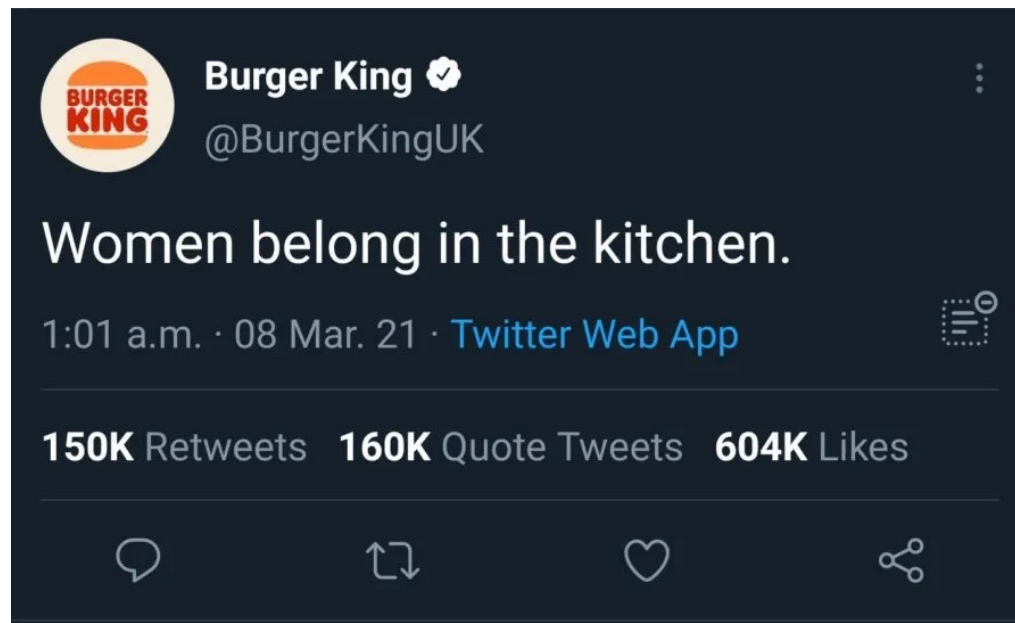 BURGER
KING
Burger King
@BurgerKingUK
Women belong in the kitchen.
1:01 a.m. · 08 Mar. 21 · Twitter Web App
150K Retweets 160K Quote Tweets 604K Likes